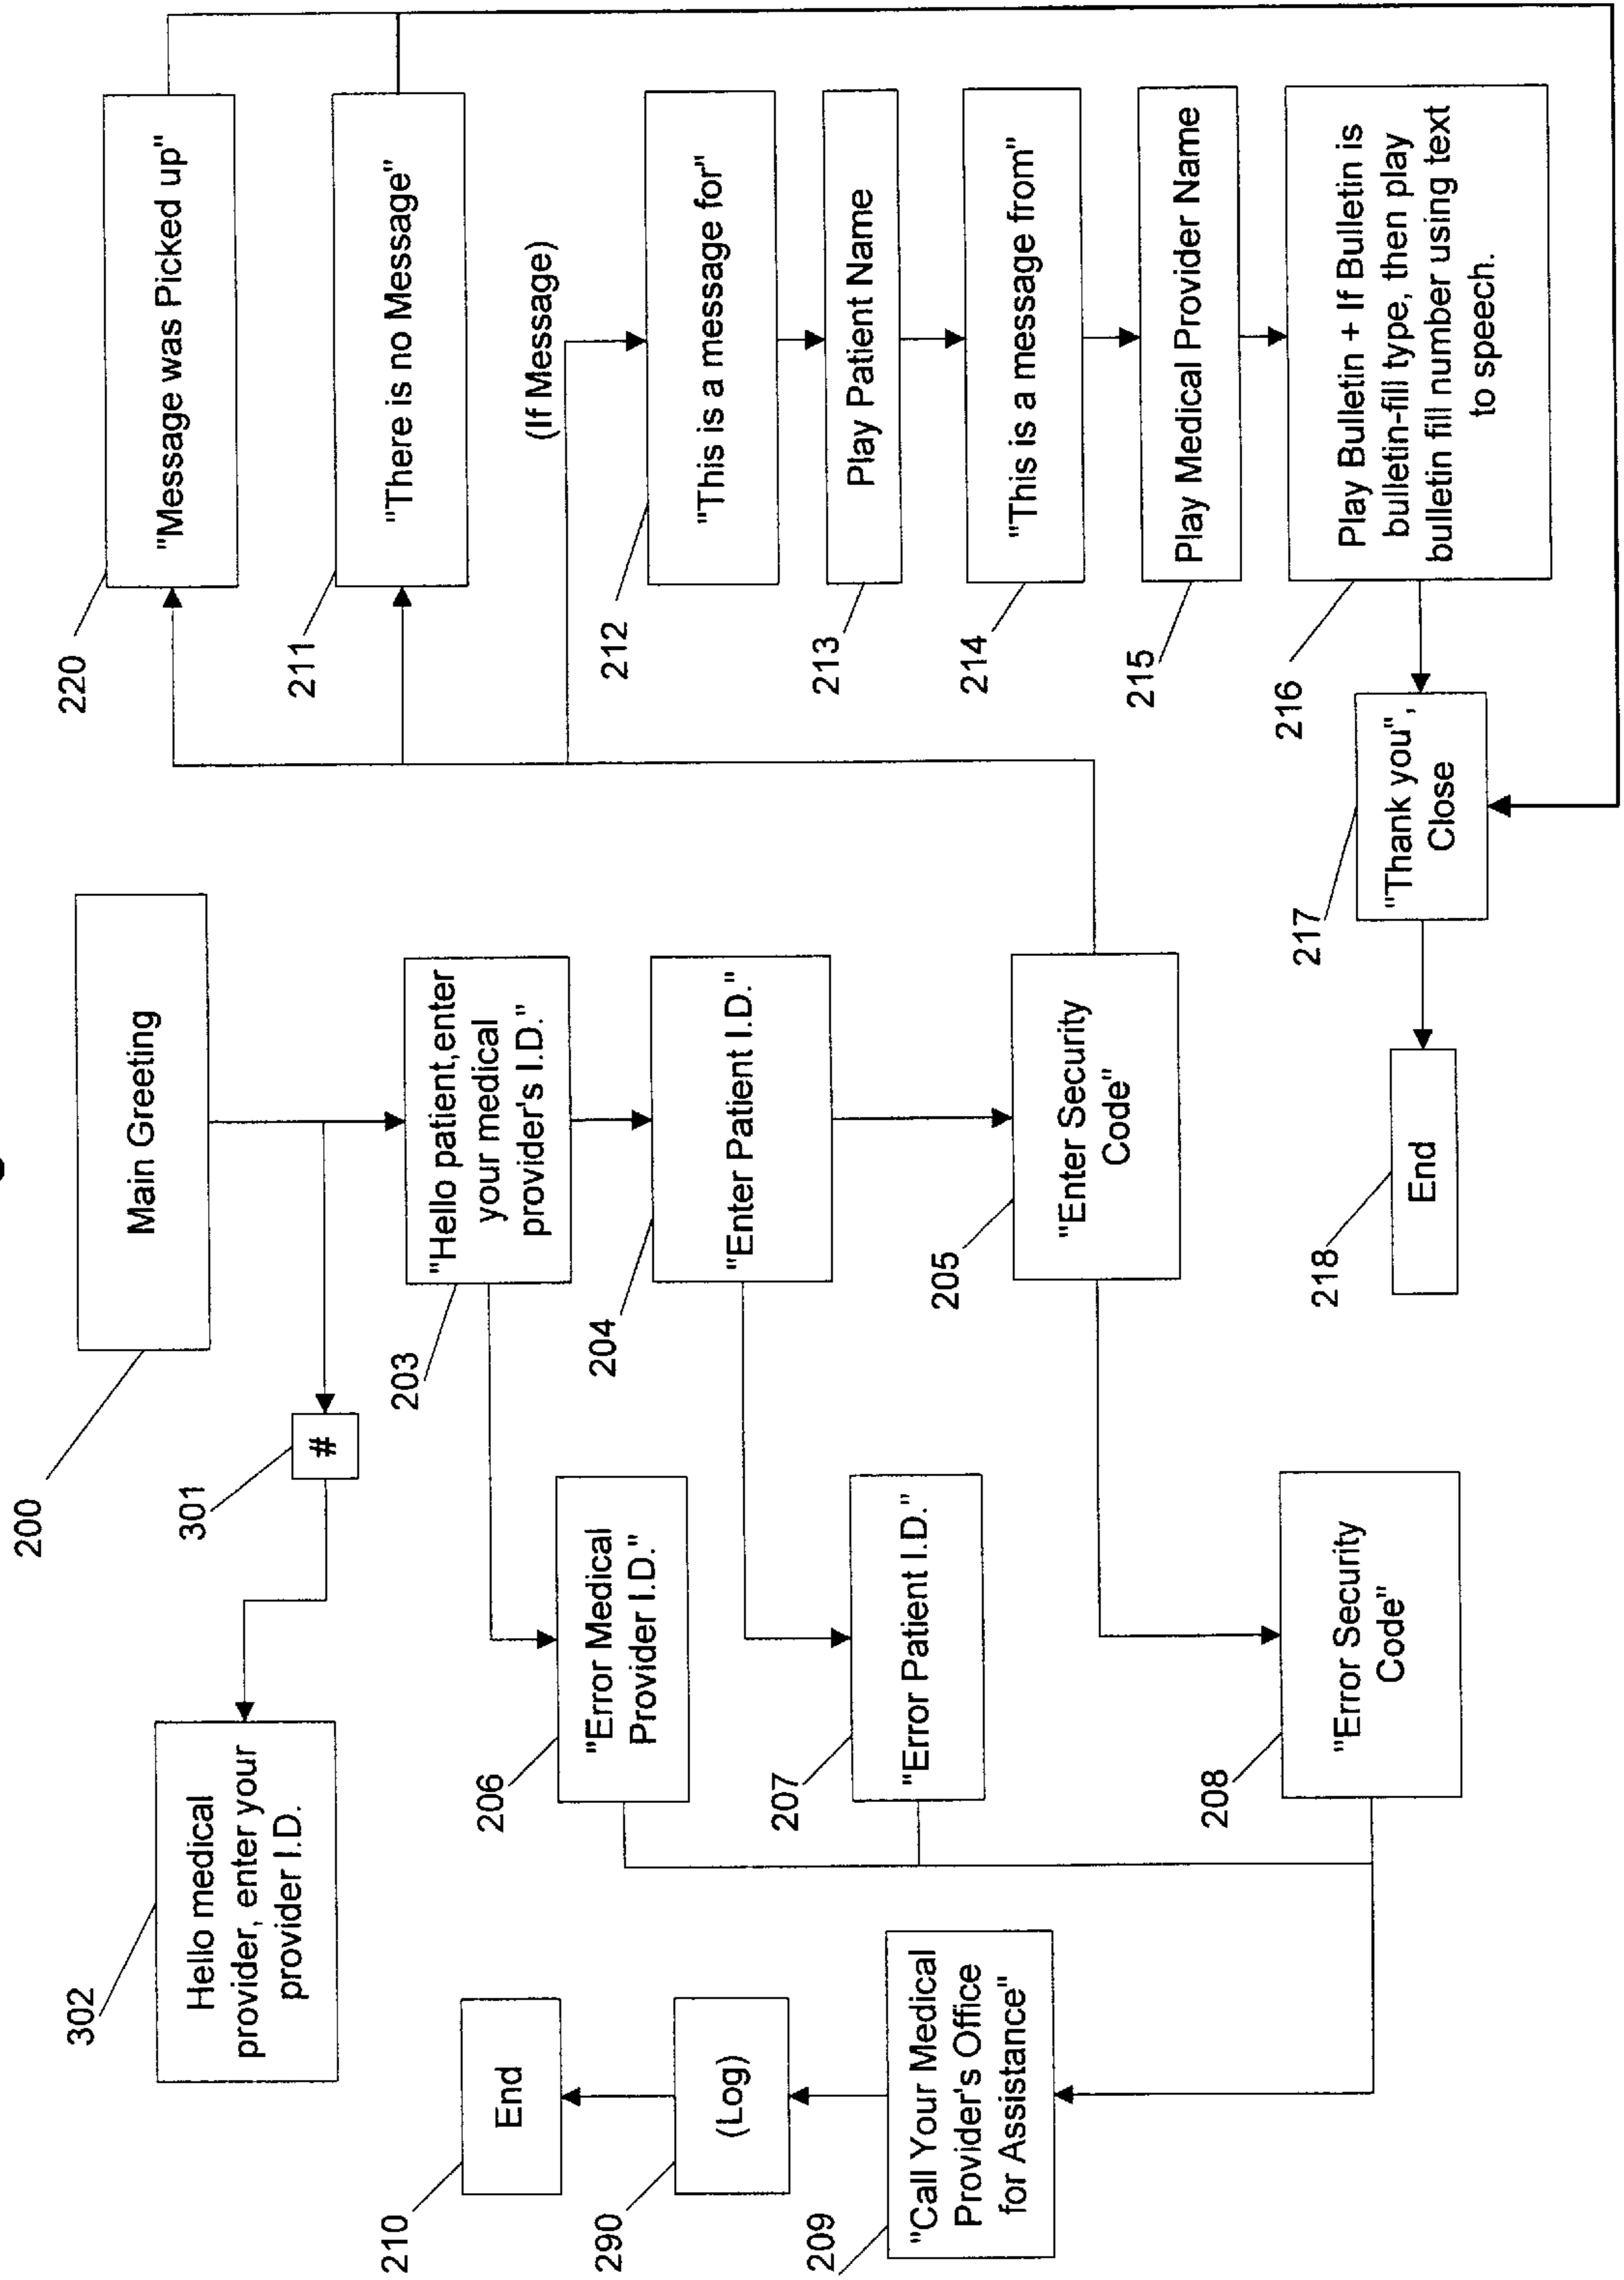 200
Main Greeting
301
#
302
Hello medical
provider, enter your
provider I.D.
203
"Hello patient,enter
your medical
provider's I.D."
204
"Enter Patient I.D."
205
"Enter Security
Code"
206
"Error Medical
Provider I.D."
207
"Error Patient I.D."
208
"Error Security
Code"
209
"Call Your Medical
Provider's Office
for Assistance"
290
(Log)
210
End
220
"Message was Picked up"
211
"There is no Message"
(If Message)
212
"This is a message for"
213
Play Patient Name
214
"This is a message from"
215
Play Medical Provider Name
216
Play Bulletin + If Bulletin is
bulletin-fill type, then play
bulletin fill number using text
to speech.
217
"Thank you",
Close
218
End